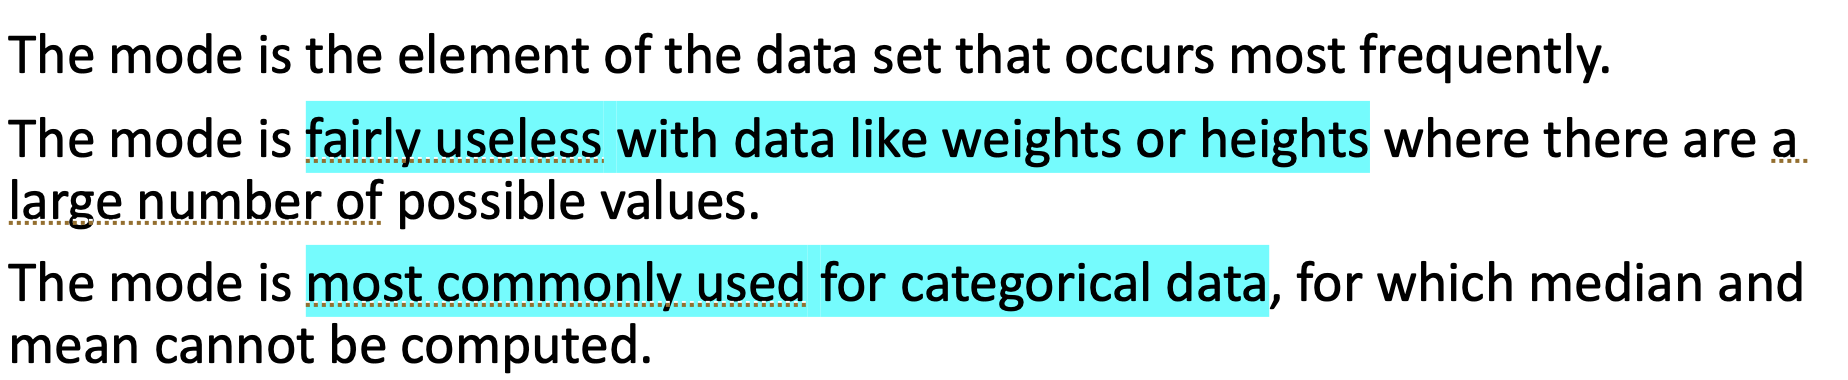 The mode is the element of the data set that occurs most frequently.
The mode is fairly useless with data like weights or heights where there are a
large number of possible values.
The mode is most commonly used for categorical data, for which median and
mean cannot be computed.